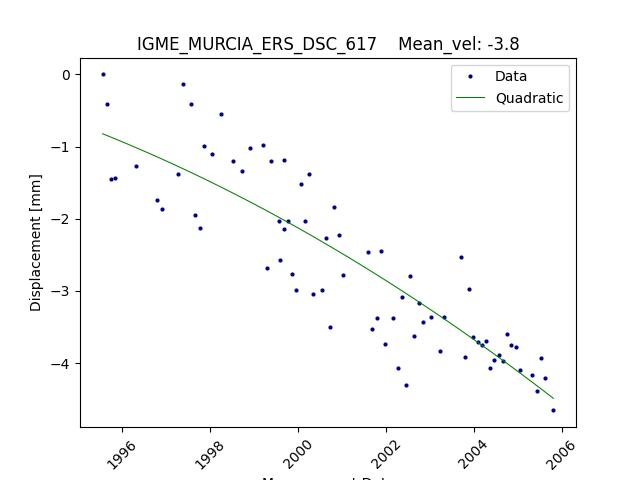 IGME_MURCIA_ERS_DSC_617    Mean_vel: -3.8
Data
Quadratic
0
−1
−2
−3
−4
Displacement [mm]
1996
1998
2000
2002
2004
2006